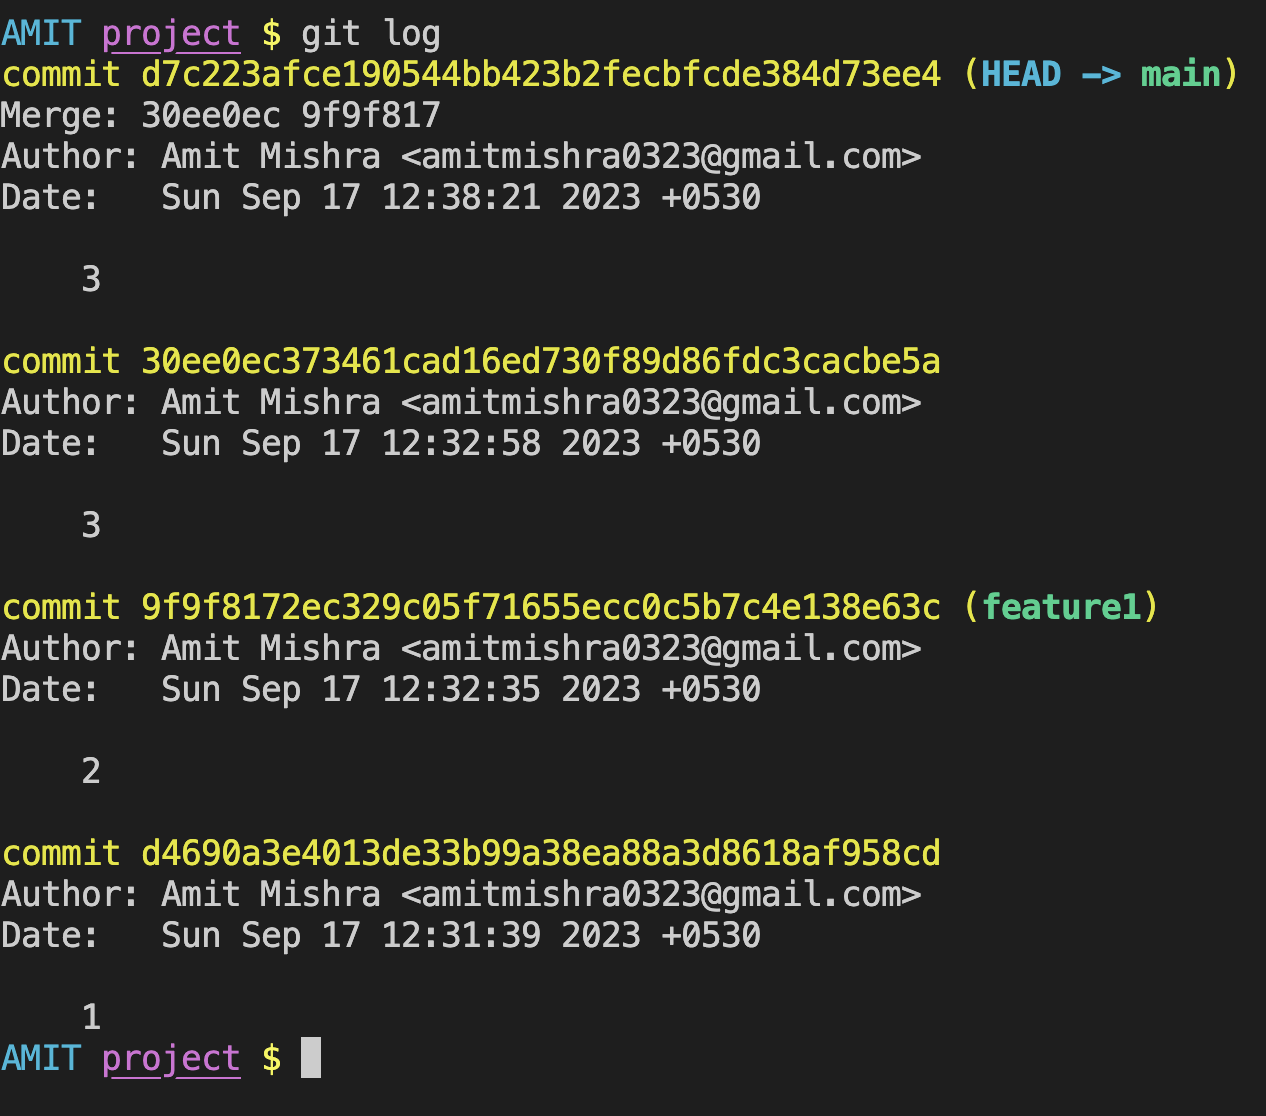 AMIT project $ git log
commit d7c223afce190544bb423b2fecbfcde384d73ee4 (HEAD -> main)
Merge: 30ee0ec 9f9f817
Author: Amit Mishra <amitmishra0323@gmail.com>
Date:   Sun Sep 17 12:38:21 2023 +0530
3
commit 30ee0ec373461cad16ed730f89d86fdc3cacbe5a
Author: Amit Mishra <amitmishra0323@gmail.com>
Date:   Sun Sep 17 12:32:58 2023 +0530
3
commit 9f9f8172ec329c05f71655ecc0c5b7c4e138e63c (feature1)
Author: Amit Mishra <amitmishra0323@gmail.com>
Date:   Sun Sep 17 12:32:35 2023 +0530
2
commit d4690a3e4013de33b99a38ea88a3d8618af958cd
Author: Amit Mishra <amitmishra0323@gmail.com>
Date:   Sun Sep 17 12:31:39 2023 +0530
1
AMIT project $